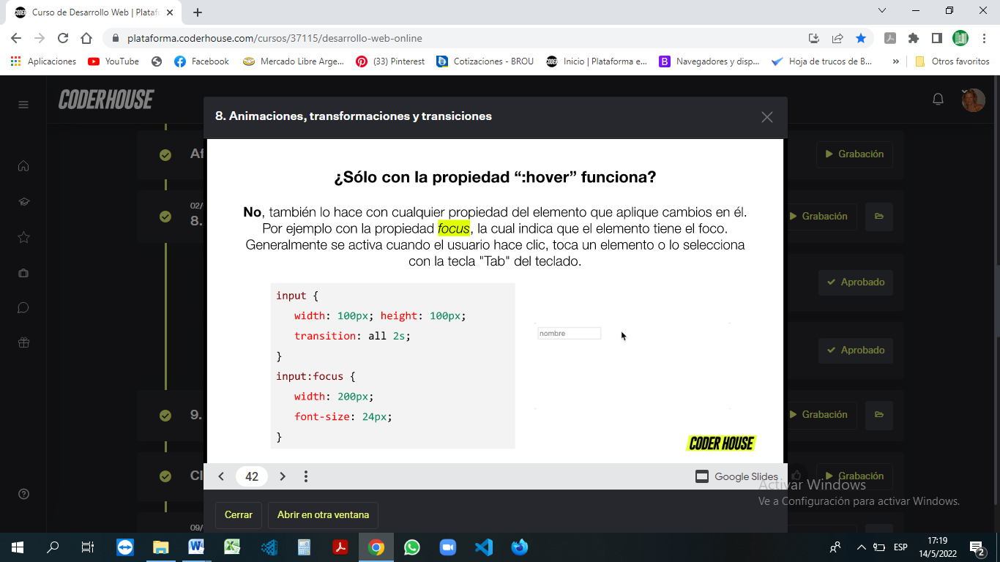 Curso de Desarrollo Web | Plataf
plataforma.coderhouse.com/cursos/37115/desarrollo-web-online
Aplicaciones
YouTube
Facebook
Mercado Libre Arge...
(33) Pinterest
Cotizaciones - BROU
Inicio | Plataforma e...
Navegadores y disp...
Hoja de trucos de B...
»
Otros favoritos
CODERHOUSE
8. Animaciones, transformaciones y transiciones
Af
Grabación
02/
8.
Grabación
Aprobado
Aprobado
9.
Grabación
Cl
Grabación
09/
¿Sólo con la propiedad “:hover” funciona?
No, también lo hace con cualquier propiedad del elemento que aplique cambios en él.
Por ejemplo con la propiedad focus, la cual indica que el elemento tiene el foco.
Generalmente se activa cuando el usuario hace clic, toca un elemento o lo selecciona
con la tecla "Tab" del teclado.
input {
width: 100px; height: 100px;
transition: all 2s;
}
input:focus {
width: 200px;
font-size: 24px;
}
nombre
CODER HOUSE
42
Google Slides
Cerrar
Abrir en otra ventana
Activar Windows
Ve a Configuración para activar Windows.
ESP
17:19
14/5/2022
2